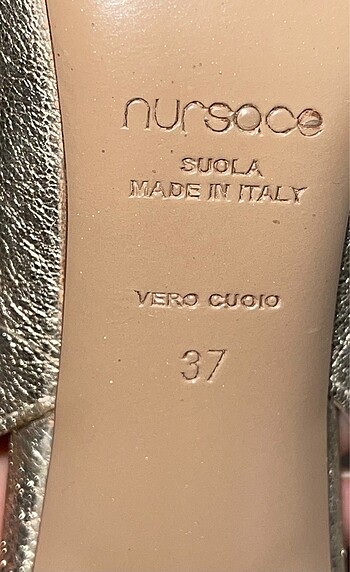 nursace
SUOLA
MADE IN ITALY
VERO CUOIO
37